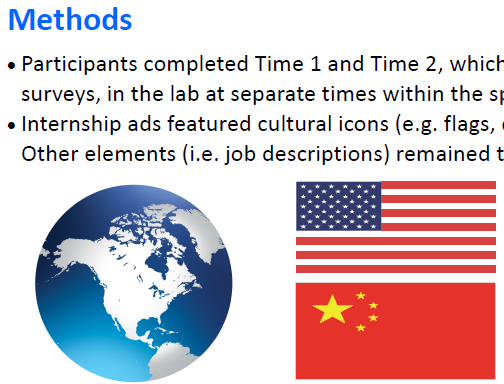 Methods
• Participants completed Time 1 and Time 2, which
surveys, in the lab at separate times within the sp
• Internship ads featured cultural icons (e.g. flags,
Other elements (i.e. job descriptions) remained t